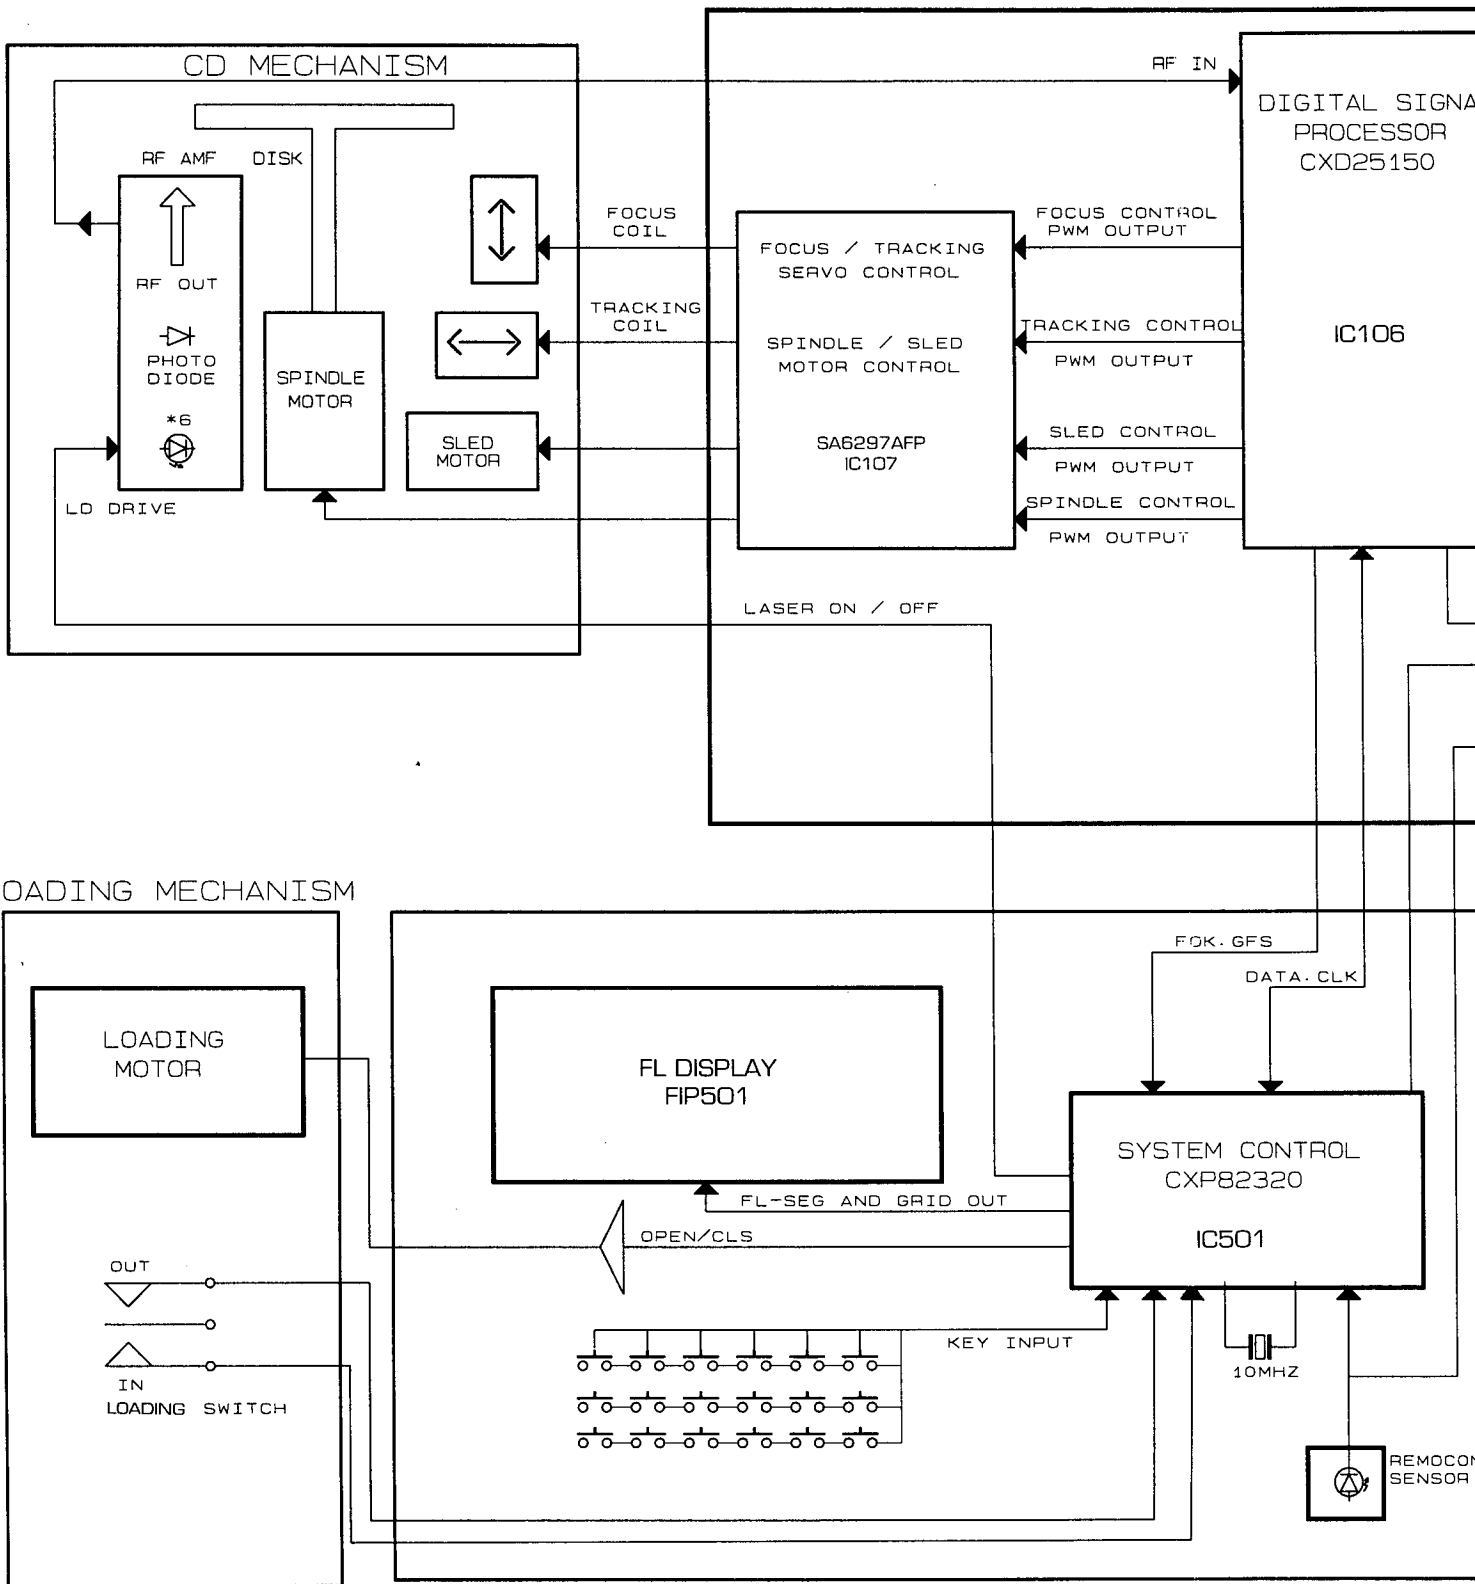 CD MECHANISM
RF IN
DIGITAL SIGNA
PROCESSOR
CXD25150
IC106
RF AMF
DISK
RF OUT
PHOTO
DIODE
*6
LD DRIVE
SPINDLE
MOTOR
SLED
MOTOR
FOCUS
COIL
TRACKING
COIL
FOCUS / TRACKING
SERVO CONTROL
SPINDLE / SLED
MOTOR CONTROL
SA6297AFP
IC107
FOCUS CONTROL
PWM OUTPUT
TRACKING CONTROL
PWM OUTPUT
SLED CONTROL
PWM OUTPUT
SPINDLE CONTROL
PWM OUTPUT
LASER ON / OFF
OADING MECHANISM
LOADING
MOTOR
OUT
IN
LOADING SWITCH
FL DISPLAY
FIP501
FL-SEG AND GRID OUT
OPEN/CLS
KEY INPUT
FOK.GFS
DATA.CLK
SYSTEM CONTROL
CXP82320
IC501
10MHZ
REMOCON
SENSOR